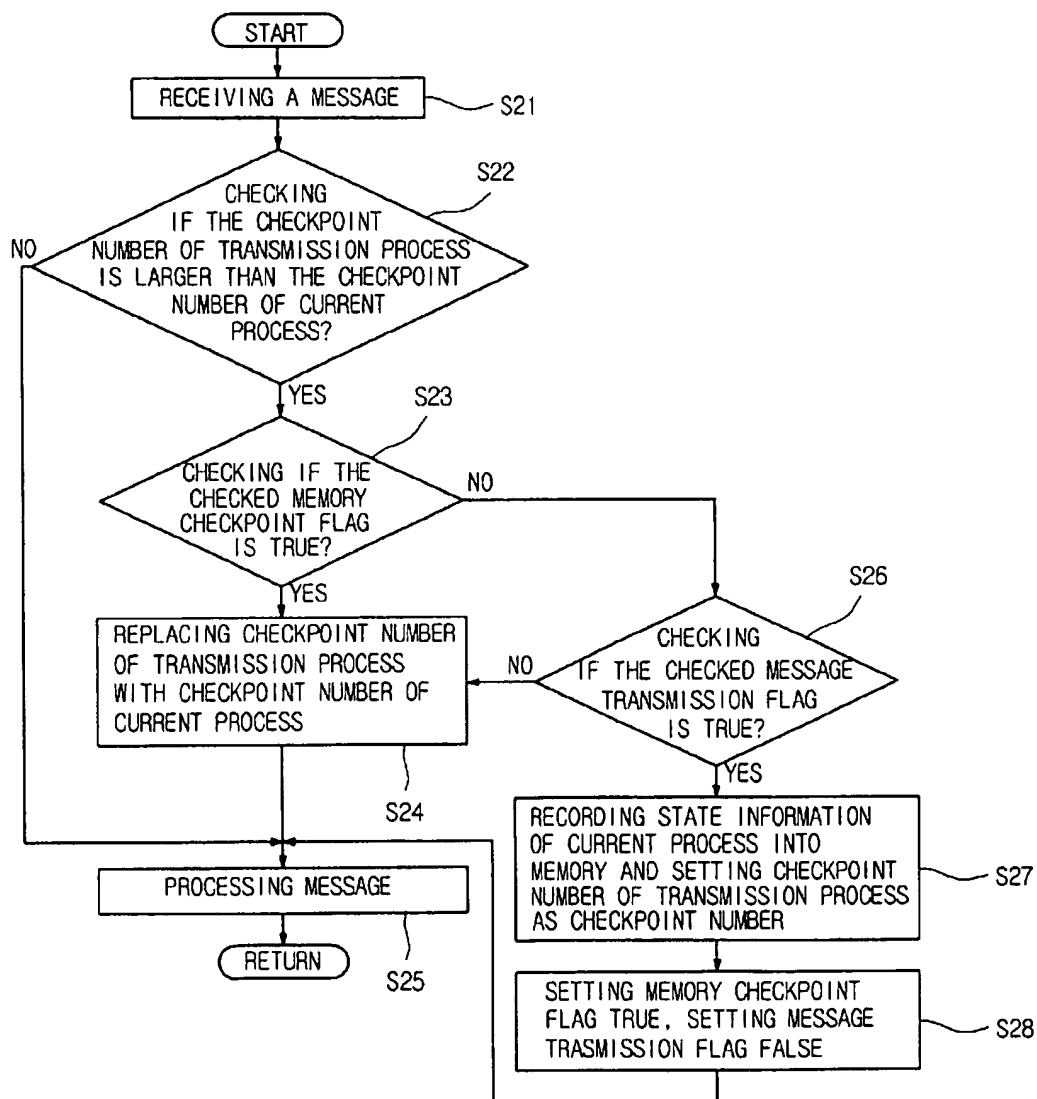 START
RECEIVING A MESSAGE
S21
S22
CHECKING
IF THE CHECKPOINT
NUMBER OF TRANSMISSION PROCESS
IS LARGER THAN THE CHECKPOINT
NUMBER OF CURRENT
PROCESS?
NO
YES
S23
CHECKING IF THE
CHECKED MEMORY
CHECKPOINT FLAG
IS TRUE?
NO
YES
S26
CHECKING
IF THE CHECKED MESSAGE
TRANSMISSION FLAG
IS TRUE?
NO
YES
REPLACING CHECKPOINT NUMBER
OF TRANSMISSION PROCESS
WITH CHECKPOINT NUMBER OF
CURRENT PROCESS
S24
RECORDING STATE INFORMATION
OF CURRENT PROCESS INTO
MEMORY AND SETTING CHECKPOINT
NUMBER OF TRANSMISSION PROCESS
AS CHECKPOINT NUMBER
S27
PROCESSING MESSAGE
S25
RETURN
SETTING MEMORY CHECKPOINT
FLAG TRUE, SETTING MESSAGE
TRASMISSION FLAG FALSE
S28